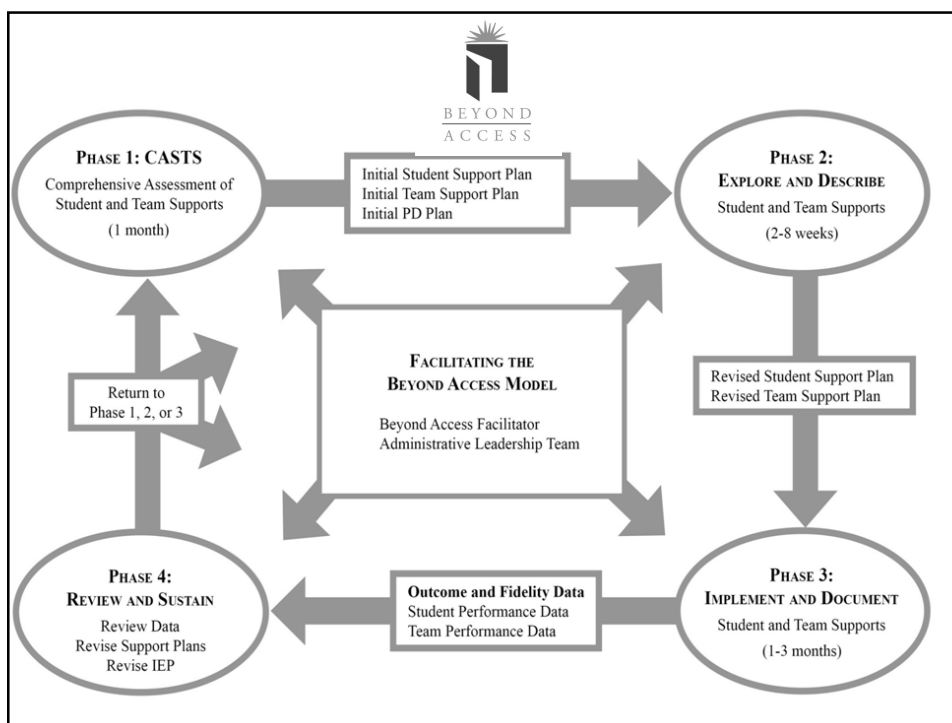 BEYOND
ACCESS
PHASE 1: CASTS
Comprehensive Assessment of
Student and Team Supports
(1 month)
Initial Student Support Plan
Initial Team Support Plan
Initial PD Plan
PHASE 2:
EXPLORE AND DESCRIBE
Student and Team Supports
(2-8 weeks)
FACILITATING THE
BEYOND ACCESS MODEL
Beyond Access Facilitator
Administrative Leadership Team
Return to
Phase 1, 2, or 3
Revised Student Support Plan
Revised Team Support Plan
PHASE 4:
REVIEW AND SUSTAIN
Review Data
Revise Support Plans
Revise IEP
Outcome and Fidelity Data
Student Performance Data
Team Performance Data
PHASE 3:
IMPLEMENT AND DOCUMENT
Student and Team Supports
(1-3 months)